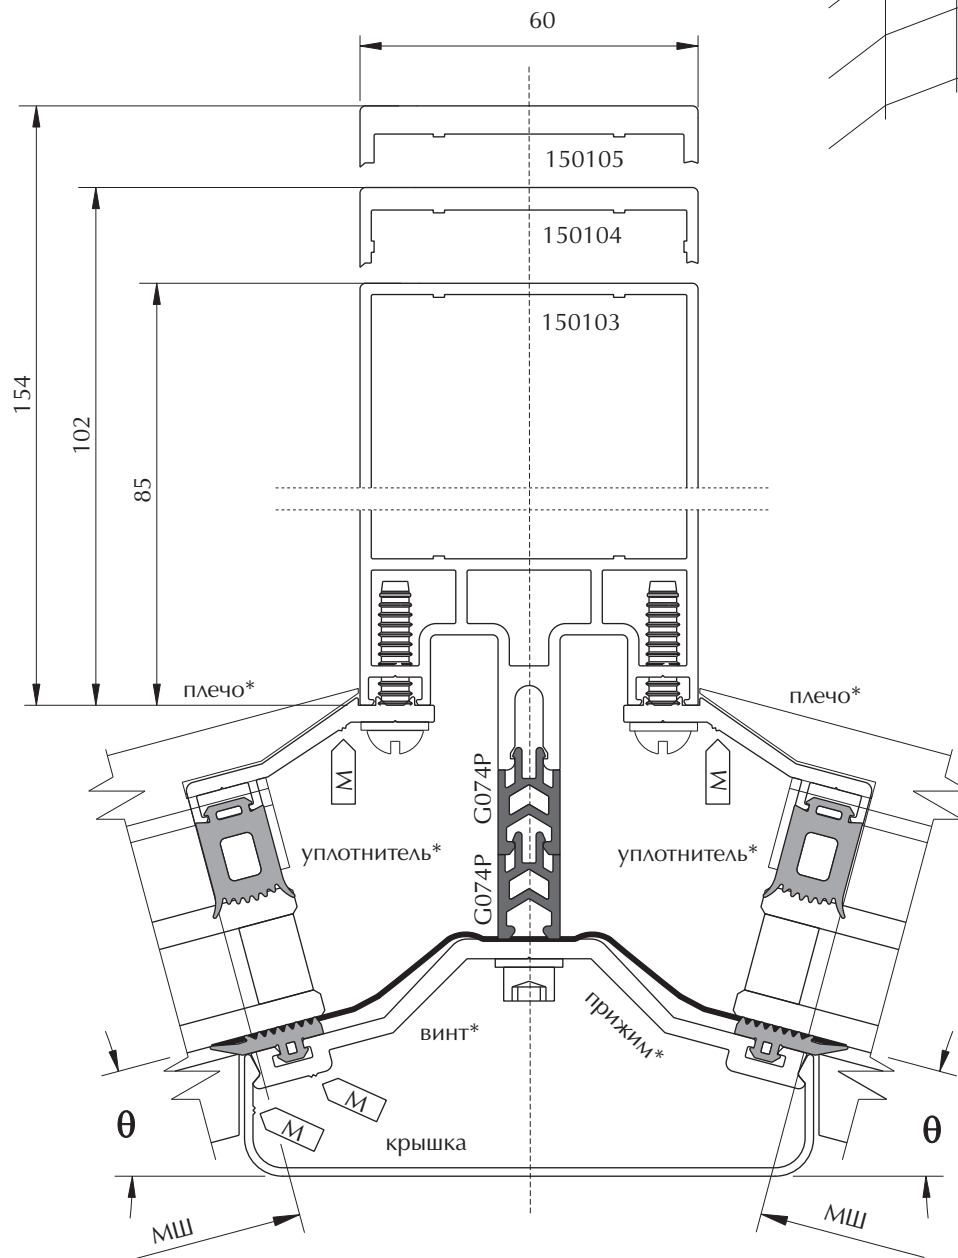 60
150105
150104
150103
154
102
85
плечо*
плечо*
M
M
G074P
уплотнитель*
уплотнитель*
G074P
винт*
прижим*
M
M
θ
θ
крышка
МШ
МШ